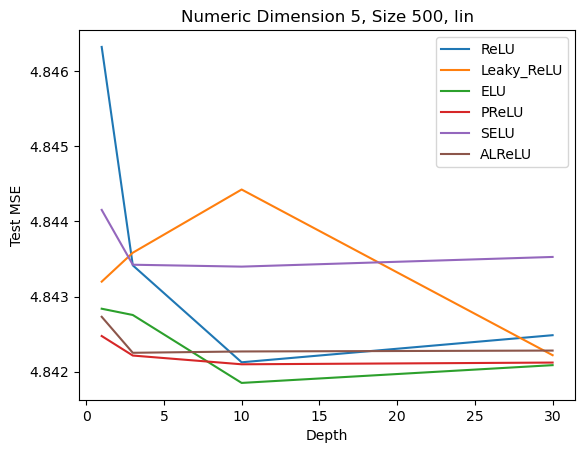 Numeric Dimension 5, Size 500, lin
ReLU
Leaky_ReLU
ELU
PReLU
SELU
ALReLU
4.846
4.845
4.844
4.843
4.842
Test MSE
0
5
10
15
20
25
30
Depth